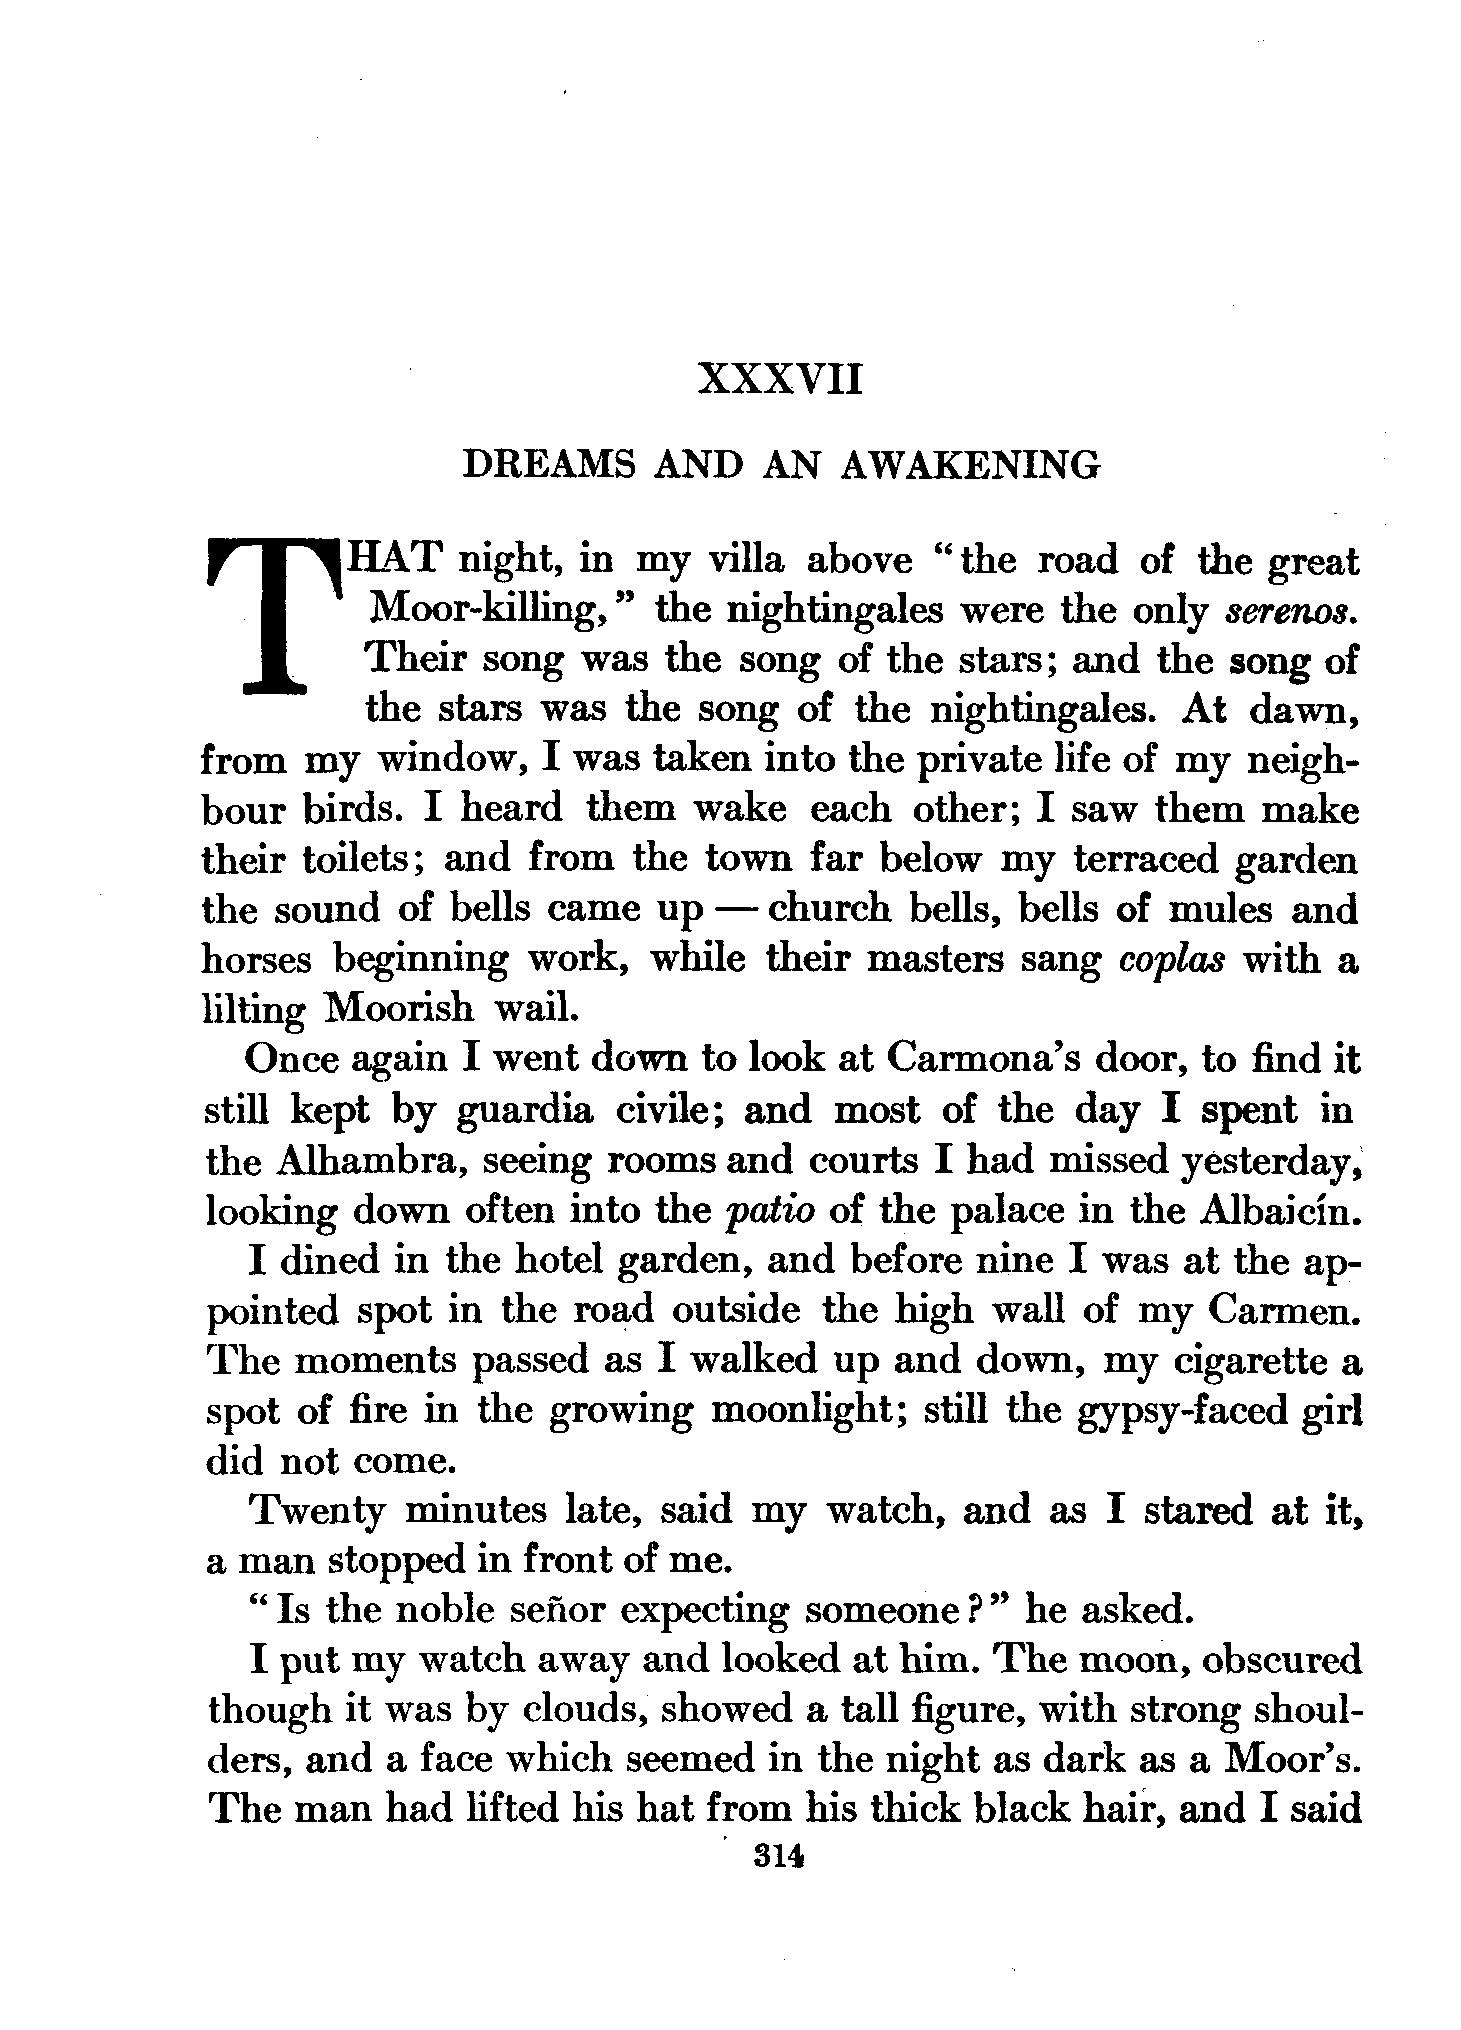 XXXVII
DREAMS AND AN AWAKENING
THAT night, in my villa above “the road of the great
Moor-killing,” the nightingales were the only serenos.
Their song was the song of the stars; and the song of
the stars was the song of the nightingales. At dawn,
from my window, I was taken into the private life of my neigh-
bour birds. I heard them wake each other; I saw them make
their toilets; and from the town far below my terraced garden
the sound of bells came up — church bells, bells of mules and
horses beginning work, while their masters sang coplas with a
lilting Moorish wail.
Once again I went down to look at Carmona’s door, to find it
still kept by guardia civile; and most of the day I spent in
the Alhambra, seeing rooms and courts I had missed yesterday,
looking down often into the patio of the palace in the Albaicín.
I dined in the hotel garden, and before nine I was at the ap-
pointed spot in the road outside the high wall of my Carmen.
The moments passed as I walked up and down, my cigarette a
spot of fire in the growing moonlight; still the gypsy-faced girl
did not come.
Twenty minutes late, said my watch, and as I stared at it,
a man stopped in front of me.
“Is the noble señor expecting someone?” he asked.
I put my watch away and looked at him. The moon, obscured
though it was by clouds, showed a tall figure, with strong shoul-
ders, and a face which seemed in the night as dark as a Moor’s.
The man had lifted his hat from his thick black hair, and I said
314